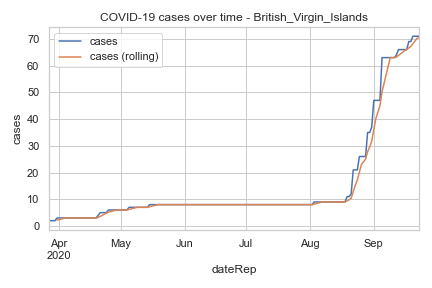 COVID-19 cases over time - British_Virgin_Islands
cases
cases (rolling)
70
60
50
40
30
20
10
0
cases
Apr May Jun Jul Aug Sep
2020
dateRep